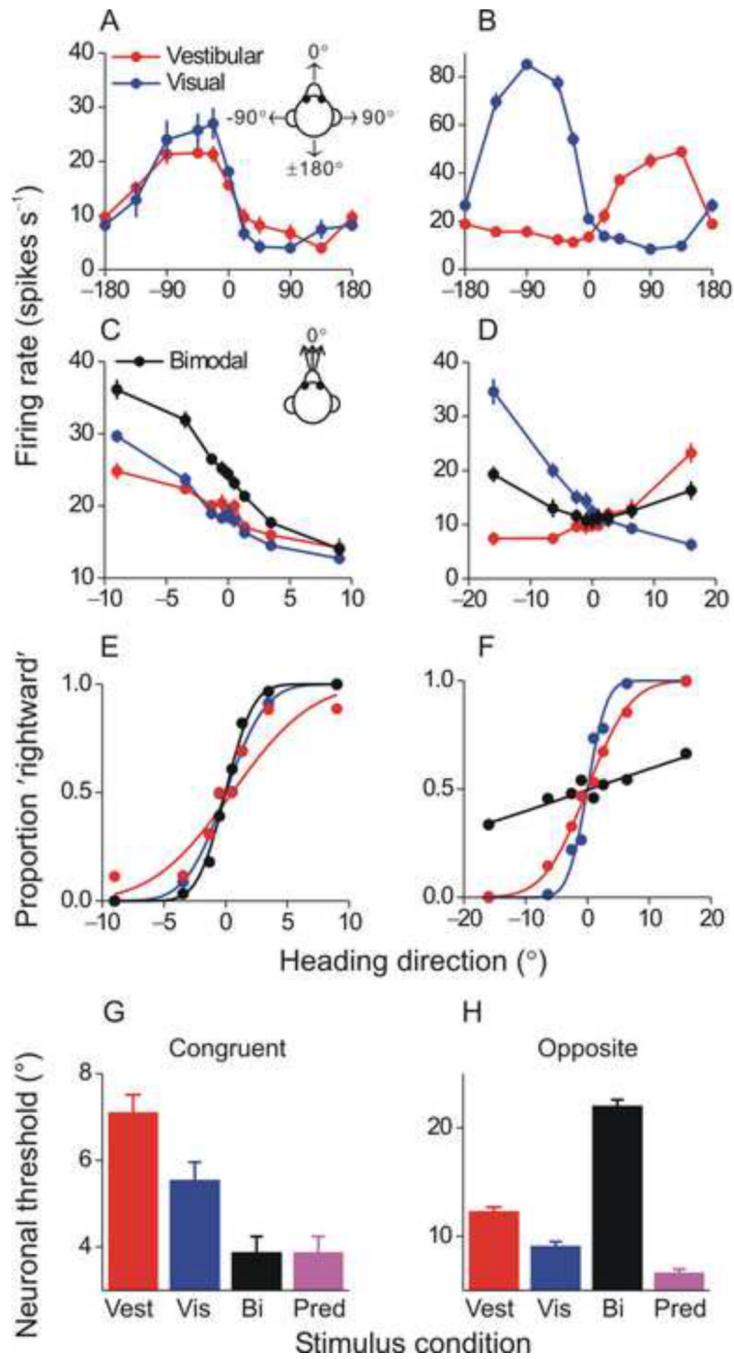 A
B
Vestibular
Visual
0°
-90°
90°
±180°
40
30
20
10
0
80
60
40
20
0
−180
−90
0
90
180
−180
−90
0
90
180
Firing rate (spikes s⁻¹)
C
D
Bimodal
0°
40
30
20
10
40
30
20
10
0
−10
−5
0
5
10
−20
−10
0
10
20
E
F
Proportion 'rightward'
1.0
0.5
0.0
1.0
0.5
0.0
−10
−5
0
5
10
−20
−10
0
10
20
Heading direction (°)
G
H
Congruent
Opposite
Neuronal threshold (°)
8
6
4
20
10
Vest
Vis
Bi
Pred
Vest
Vis
Bi
Pred
Stimulus condition